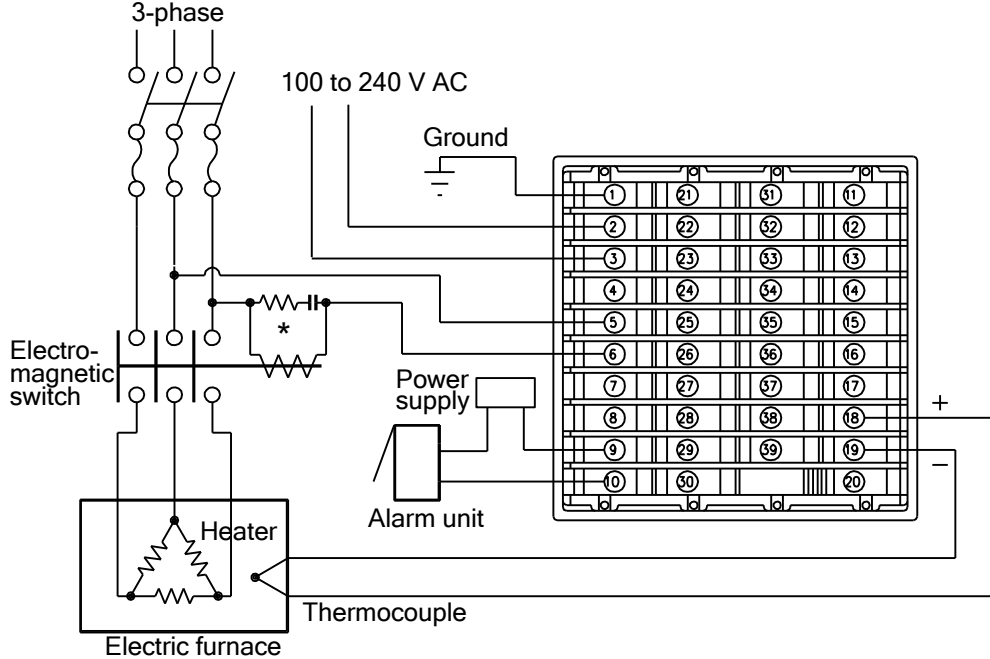 3-phase
100 to 240 V AC
Ground
1 21 31 11
2 22 32 12
3 23 33 13
4 24 34 14
5 25 35 15
*
6 26 36 16
Electro-
magnetic
switch
Power
supply
7 27 37 17
+
8 28 38 18
9 29 39 19
−
10 30 20
Alarm unit
Heater
Thermocouple
Electric furnace